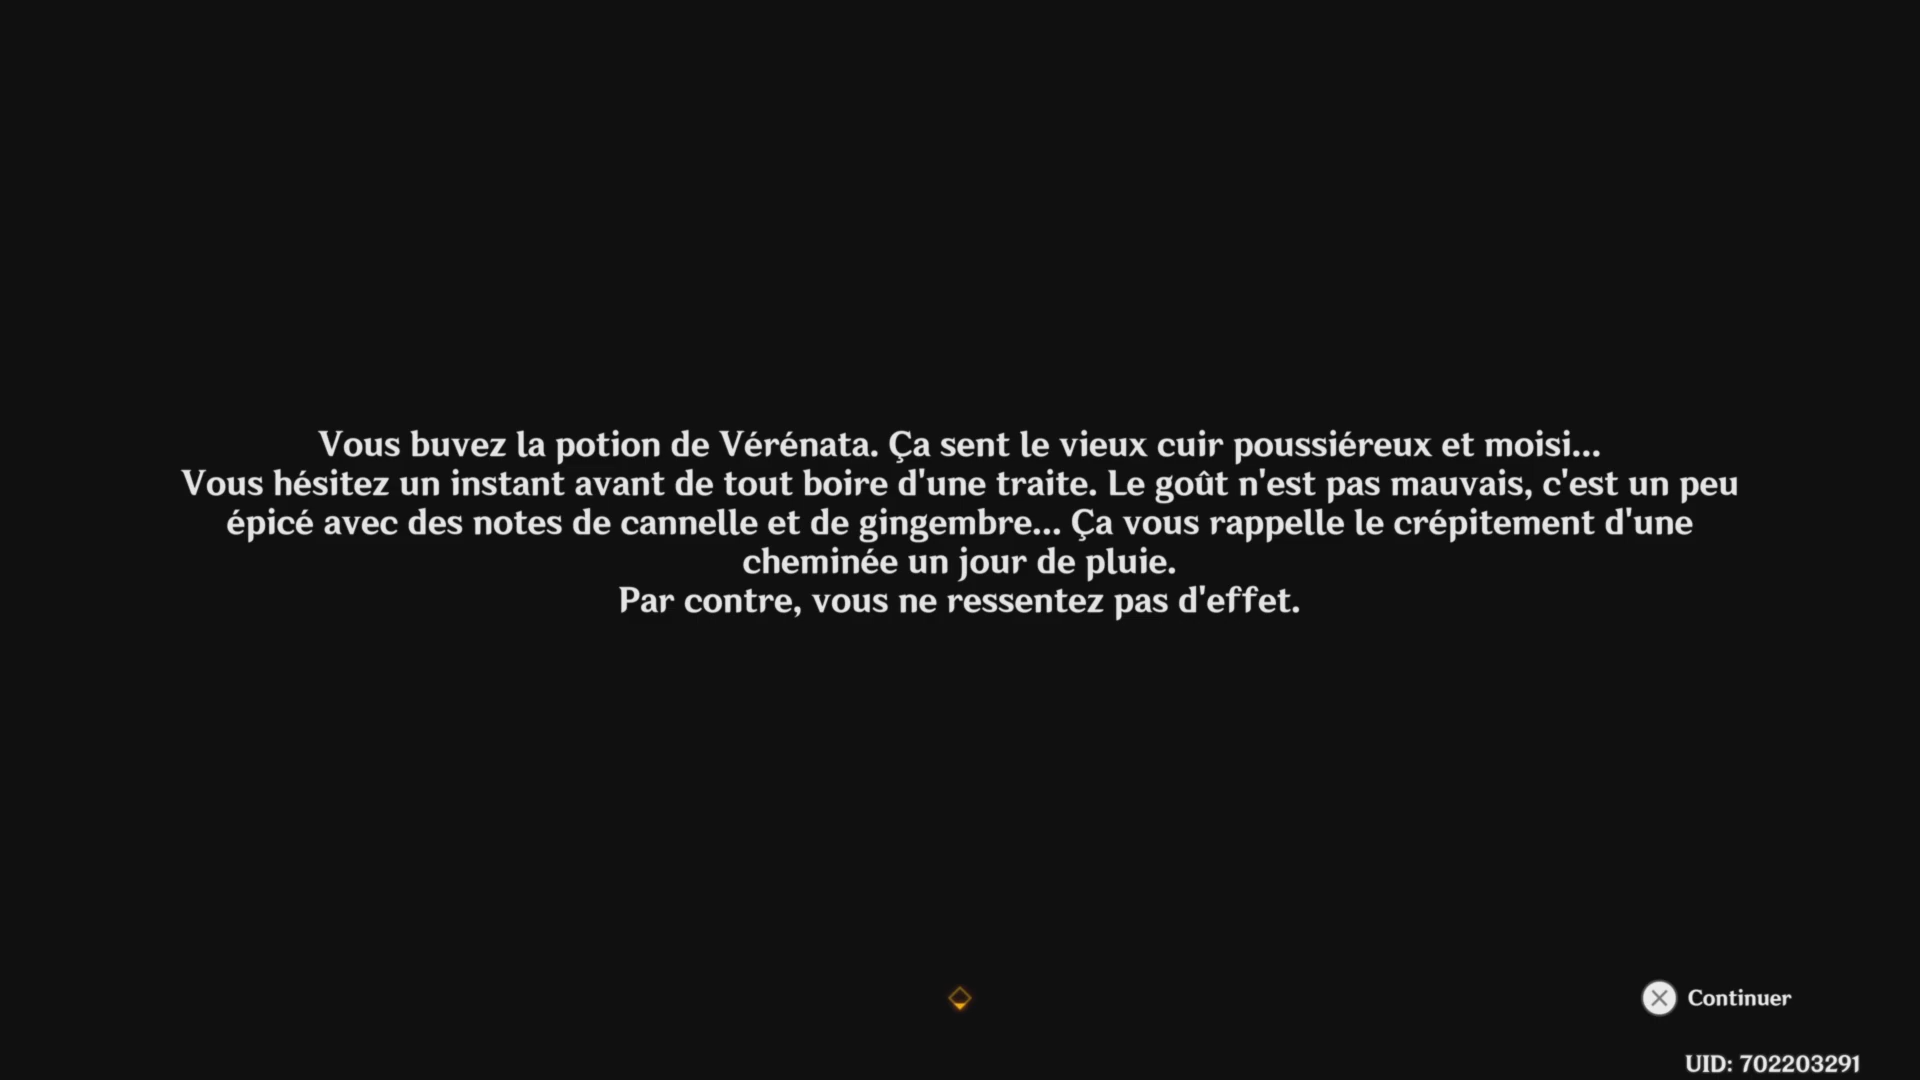 Vous buvez la potion de Vérénata. Ça sent le vieux cuir poussiéreux et moisi...
Vous hésitez un instant avant de tout boire d'une traite. Le goût n'est pas mauvais, c'est un peu
épicé avec des notes de cannelle et de gingembre... Ça vous rappelle le crépitement d'une
cheminée un jour de pluie.
Par contre, vous ne ressentez pas d'effet.
Continuer
UID: 702203291